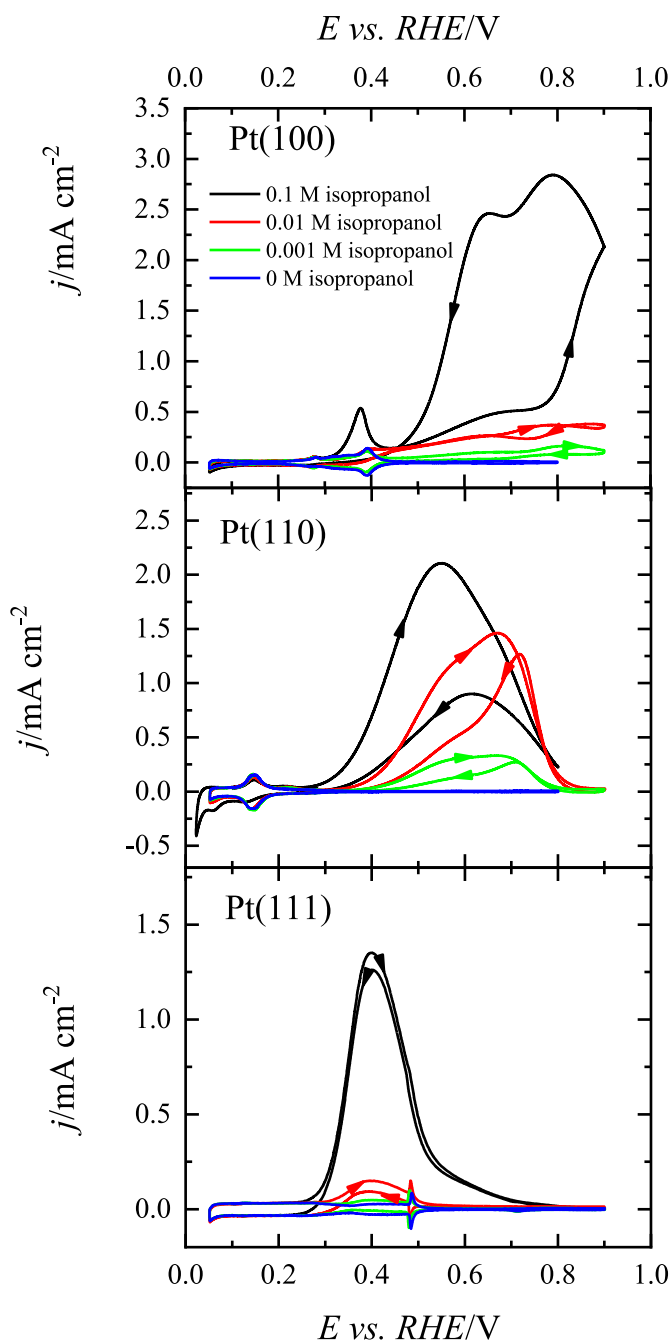 E vs. RHE/V
0.0 0.2 0.4 0.6 0.8 1.0
3.5
Pt(100)
3.0
0.1 M isopropanol
2.5
0.01 M isopropanol
0.001 M isopropanol
2.0
0 M isopropanol
1.5
1.0
0.5
0.0
j/mA cm⁻²
2.5
Pt(110)
2.0
1.5
1.0
0.5
0.0
-0.5
j/mA cm⁻²
Pt(111)
1.5
1.0
0.5
0.0
j/mA cm⁻²
0.0 0.2 0.4 0.6 0.8 1.0
E vs. RHE/V